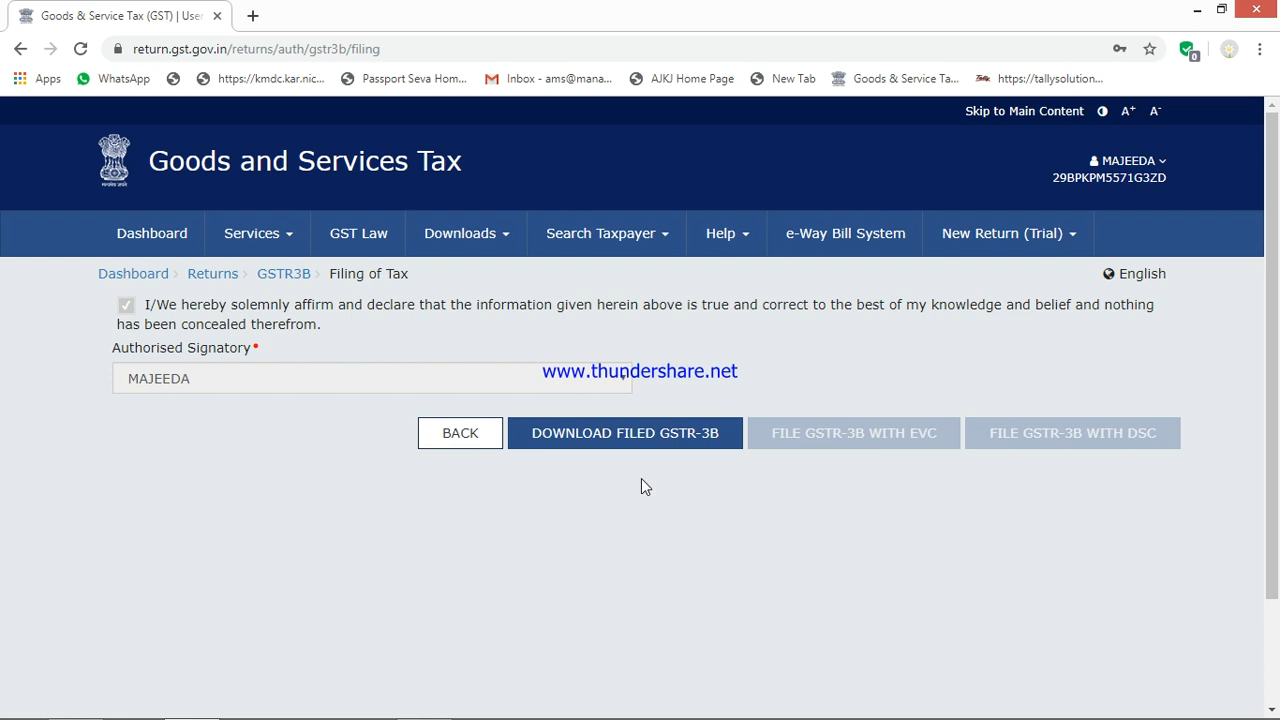 Goods & Service Tax (GST) | User
return.gst.gov.in/returns/auth/gstr3b/filing
0
Apps WhatsApp https://kmdc.kar.nic... Passport Seva Hom... Inbox - ams@mana... AJKJ Home Page New Tab Goods & Service Ta... https://tallysolution...
Skip to Main Content A+ A-
Goods and Services Tax
MAJEEDA
29BPKPM5571G3ZD
Dashboard Services GST Law Downloads Search Taxpayer Help e-Way Bill System New Return (Trial)
Dashboard Returns GSTR3B Filing of Tax English
I/We hereby solemnly affirm and declare that the information given herein above is true and correct to the best of my knowledge and belief and nothing
has been concealed therefrom.
Authorised Signatory•
www.thundershare.net
MAJEEDA
BACK DOWNLOAD FILED GSTR-3B FILE GSTR-3B WITH EVC FILE GSTR-3B WITH DSC